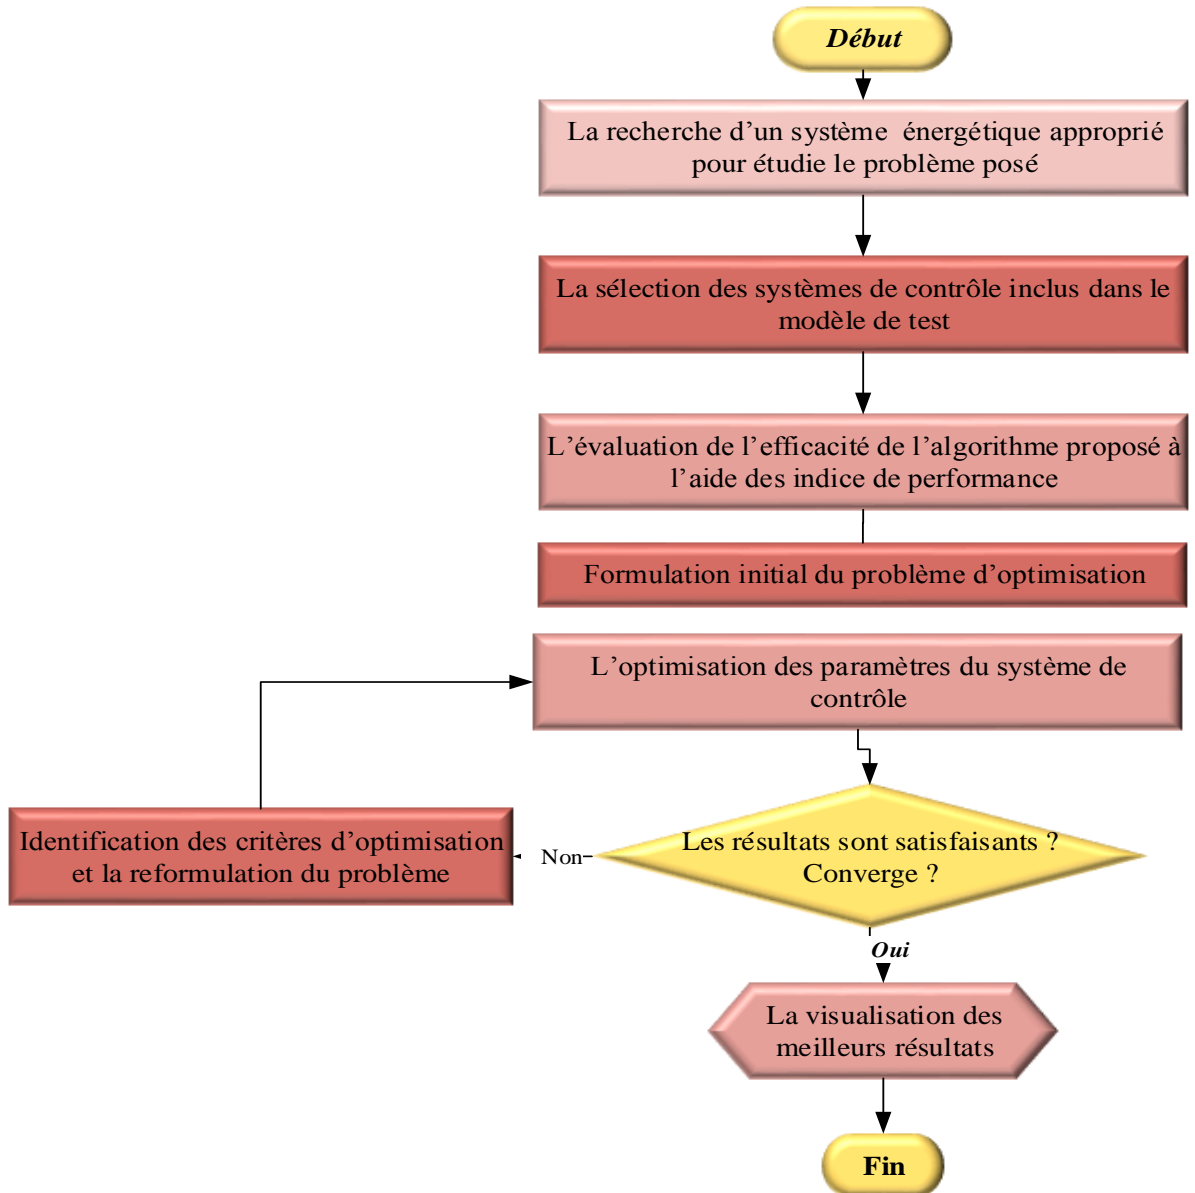 Début
La recherche d’un système énergétique approprié
pour étudie le problème posé
La sélection des systèmes de contrôle inclus dans le
modèle de test
L’évaluation de l’efficacité de l’algorithme proposé à
l’aide des indice de performance
Formulation initial du problème d’optimisation
L’optimisation des paramètres du système de
contrôle
Les résultats sont satisfaisants ?
Converge ?
Non
Identification des critères d’optimisation
et la reformulation du problème
Oui
La visualisation des
meilleurs résultats
Fin